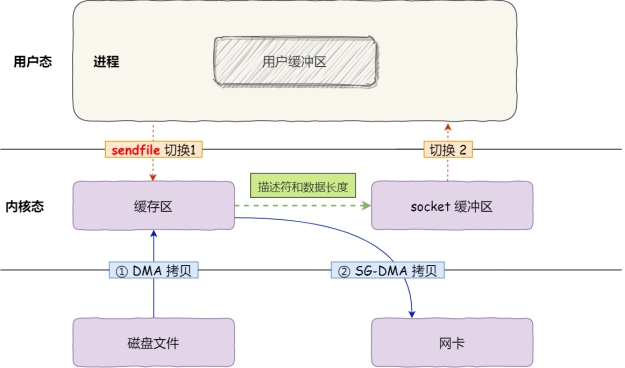 用户态
进程
用户缓冲区
sendfile 切换1
切换 2
内核态
缓存区
描述符和数据长度
socket 缓冲区
① DMA 拷贝
② SG-DMA 拷贝
磁盘文件
网卡